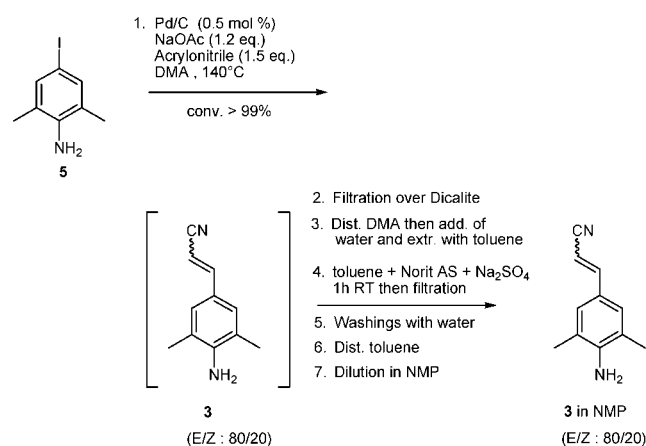 1. Pd/C (0.5 mol %)
NaOAc (1.2 eq.)
Acrylonitrile (1.5 eq.)
DMA , 140°C
conv. > 99%
I
NH2
5
2. Filtration over Dicalite
3. Dist. DMA then add. of
water and extr. with toluene
4. toluene + Norit AS + Na2SO4
1h RT then filtration
5. Washings with water
6. Dist. toluene
7. Dilution in NMP
CN
NH2
3
(E/Z : 80/20)
CN
NH2
3 in NMP
(E/Z : 80/20)